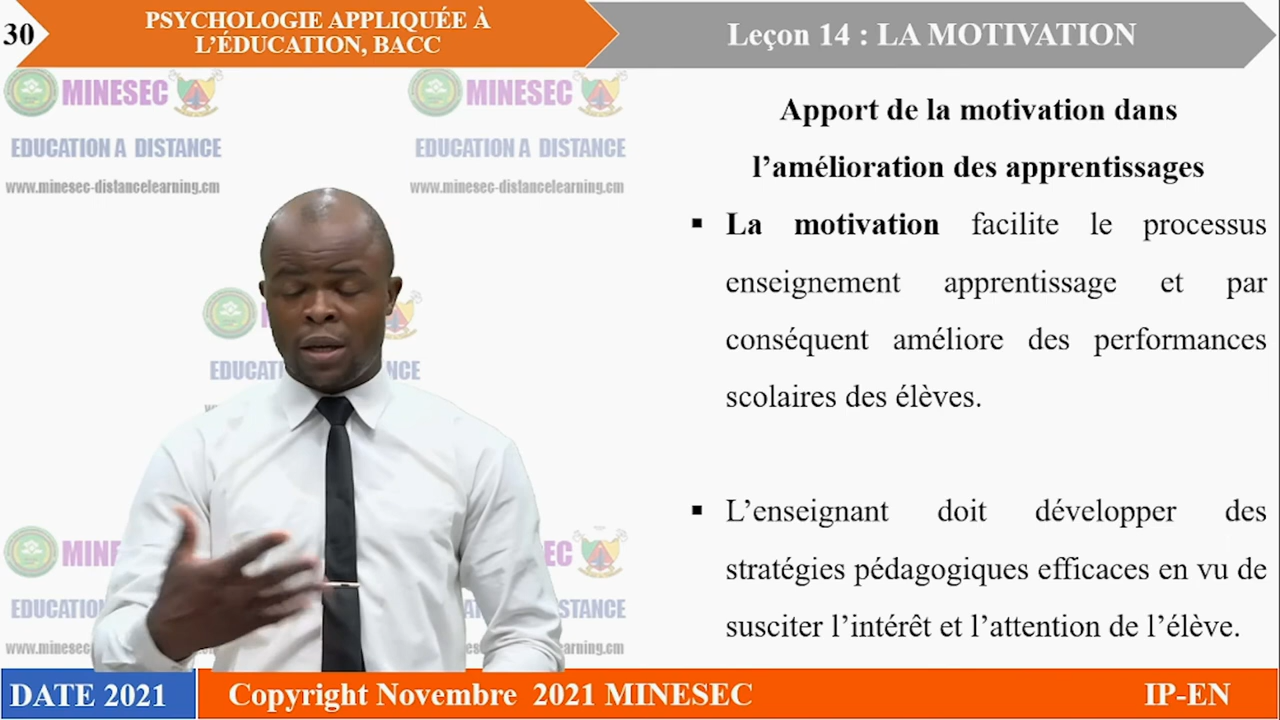 30
PSYCHOLOGIE APPLIQUÉE À
L'ÉDUCATION, BACC
Leçon 14 : LA MOTIVATION
MINESEC
EDUCATION A DISTANCE
www.minesec-distancelearning.cm
MINESEC
EDUCATION A DISTANCE
www.minesec-distancelearning.cm
Apport de la motivation dans
l'amélioration des apprentissages
▪ La motivation facilite le processus
enseignement apprentissage et par
conséquent améliore des performances
scolaires des élèves.
▪ L'enseignant doit développer des
stratégies pédagogiques efficaces en vu de
susciter l'intérêt et l'attention de l'élève.
DATE 2021
Copyright Novembre 2021 MINESEC
IP-EN